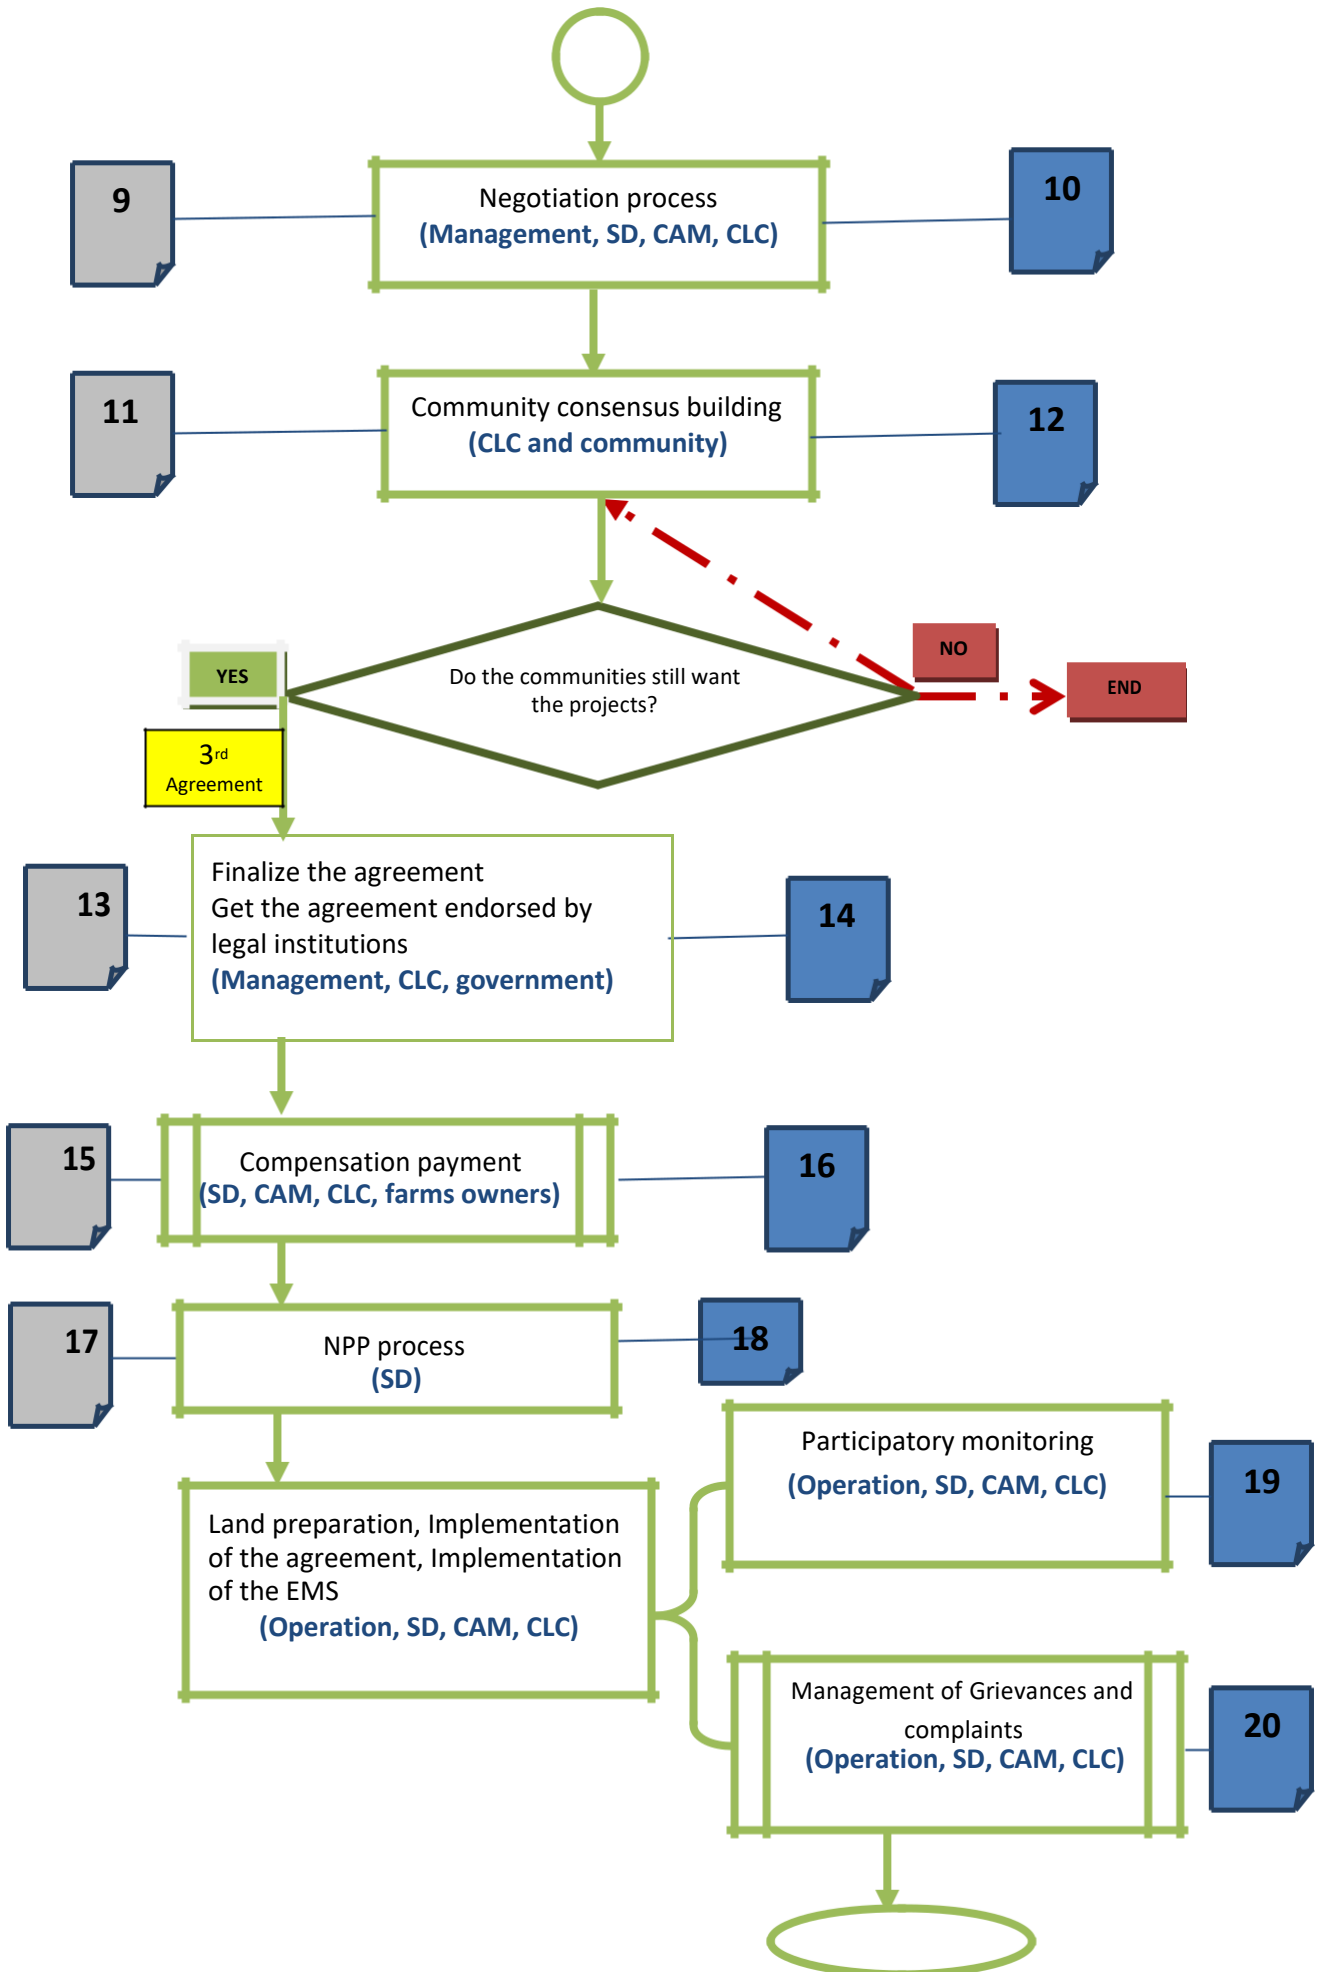 9
Negotiation process
(Management, SD, CAM, CLC)
10
11
Community consensus building
(CLC and community)
12
YES
Do the communities still want
the projects?
NO
END
3rd
Agreement
13
Finalize the agreement
Get the agreement endorsed by
legal institutions
(Management, CLC, government)
14
15
Compensation payment
(SD, CAM, CLC, farms owners)
16
17
NPP process
(SD)
18
Participatory monitoring
(Operation, SD, CAM, CLC)
19
Land preparation, Implementation
of the agreement, Implementation
of the EMS
(Operation, SD, CAM, CLC)
Management of Grievances and
complaints
(Operation, SD, CAM, CLC)
20